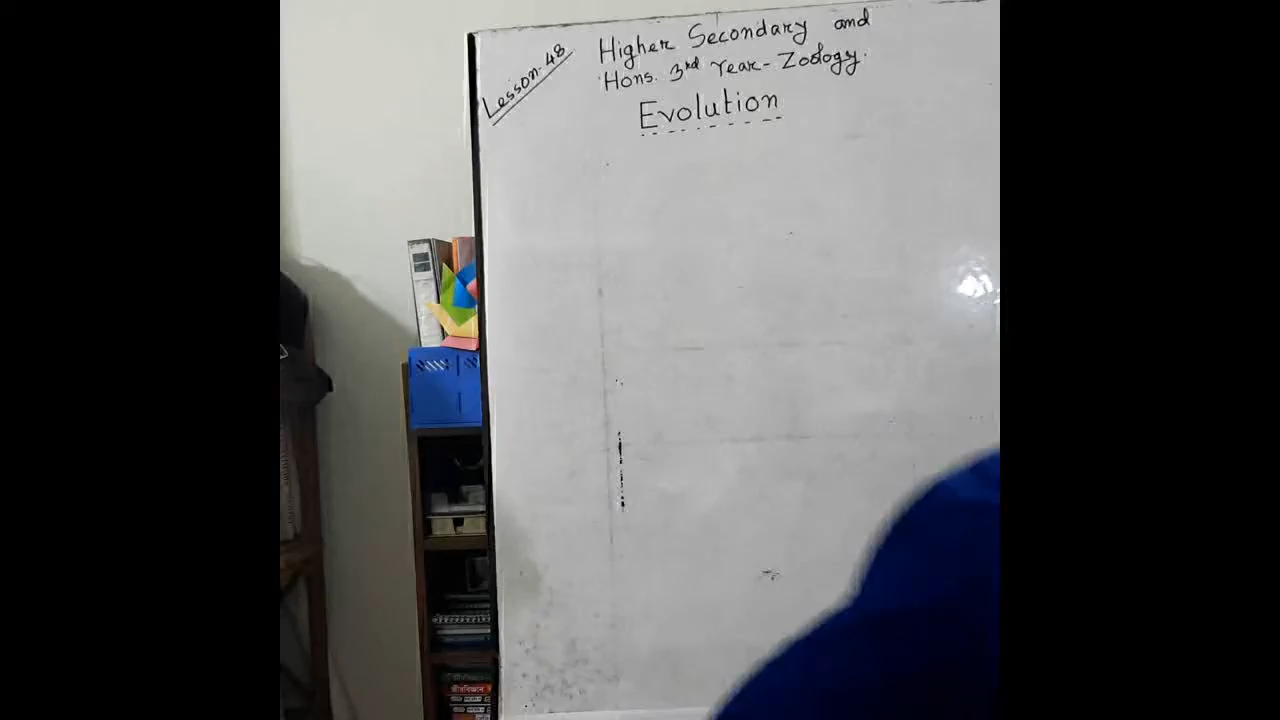 Lesson-48
Higher Secondary and
Hons. 3rd Year- Zoology.
Evolution